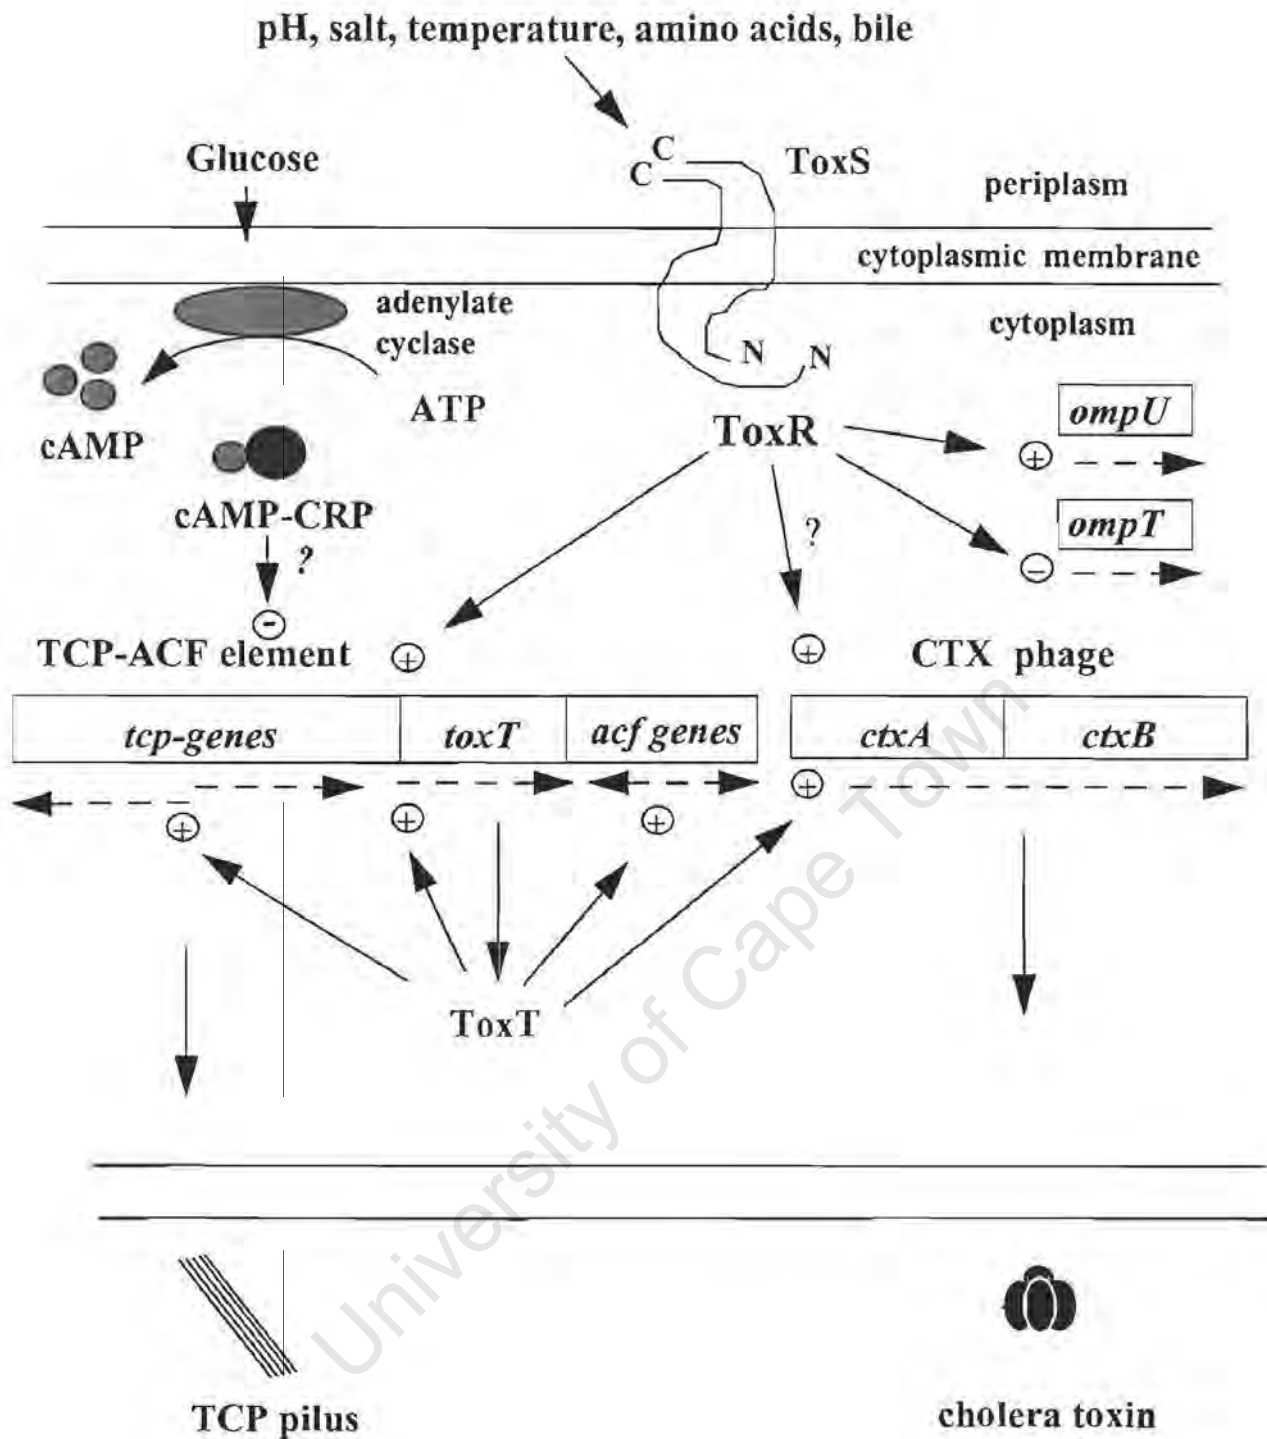 pH, salt, temperature, amino acids, bile
Glucose
C
C
ToxS
periplasm
cytoplasmic membrane
adenylate
cyclase
cytoplasm
N N
ATP
cAMP
ToxR
ompU
+
cAMP-CRP
?
?
ompT
−
-
TCP-ACF element
+
+
CTX phage
tcp-genes toxT acf genes ctxA ctxB
+
+
+
+
ToxT
University of Cape Town
TCP pilus
cholera toxin